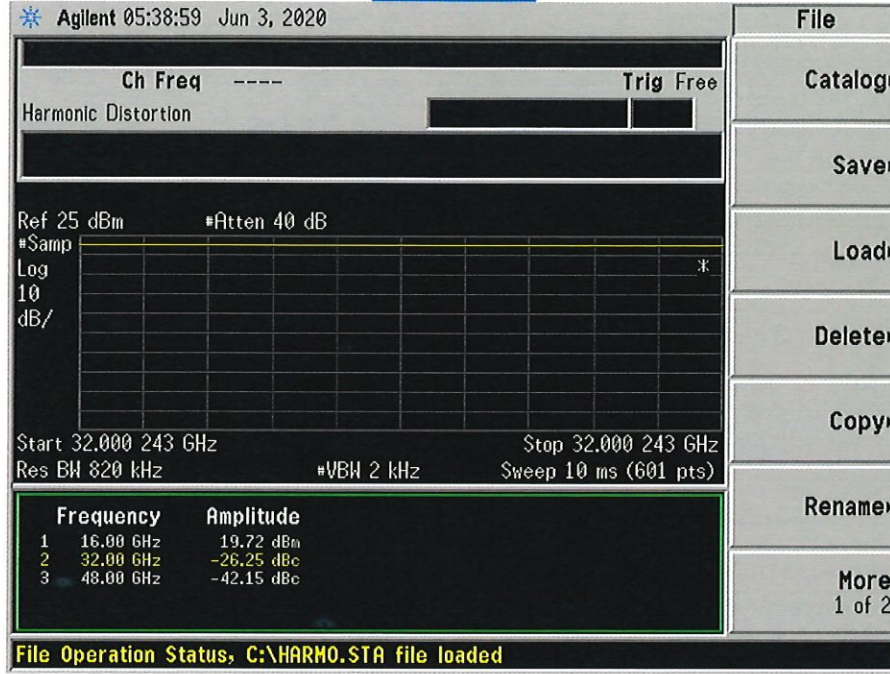 Agilent 05:38:59 Jun 3, 2020
File
Ch Freq ----
Trig Free
Harmonic Distortion
Catalog
Save
Ref 25 dBm #Atten 40 dB
#Samp
Log
10
dB/
*
Load
Delete
Copy
Start 32.000 243 GHz Stop 32.000 243 GHz
Res BW 820 kHz #VBW 2 kHz Sweep 10 ms (601 pts)
Rename
Frequency Amplitude
1 16.00 GHz 19.72 dBm
2 32.00 GHz -26.25 dBc
3 48.00 GHz -42.15 dBc
More
1 of 2
File Operation Status, C:\HARMO.STA file loaded